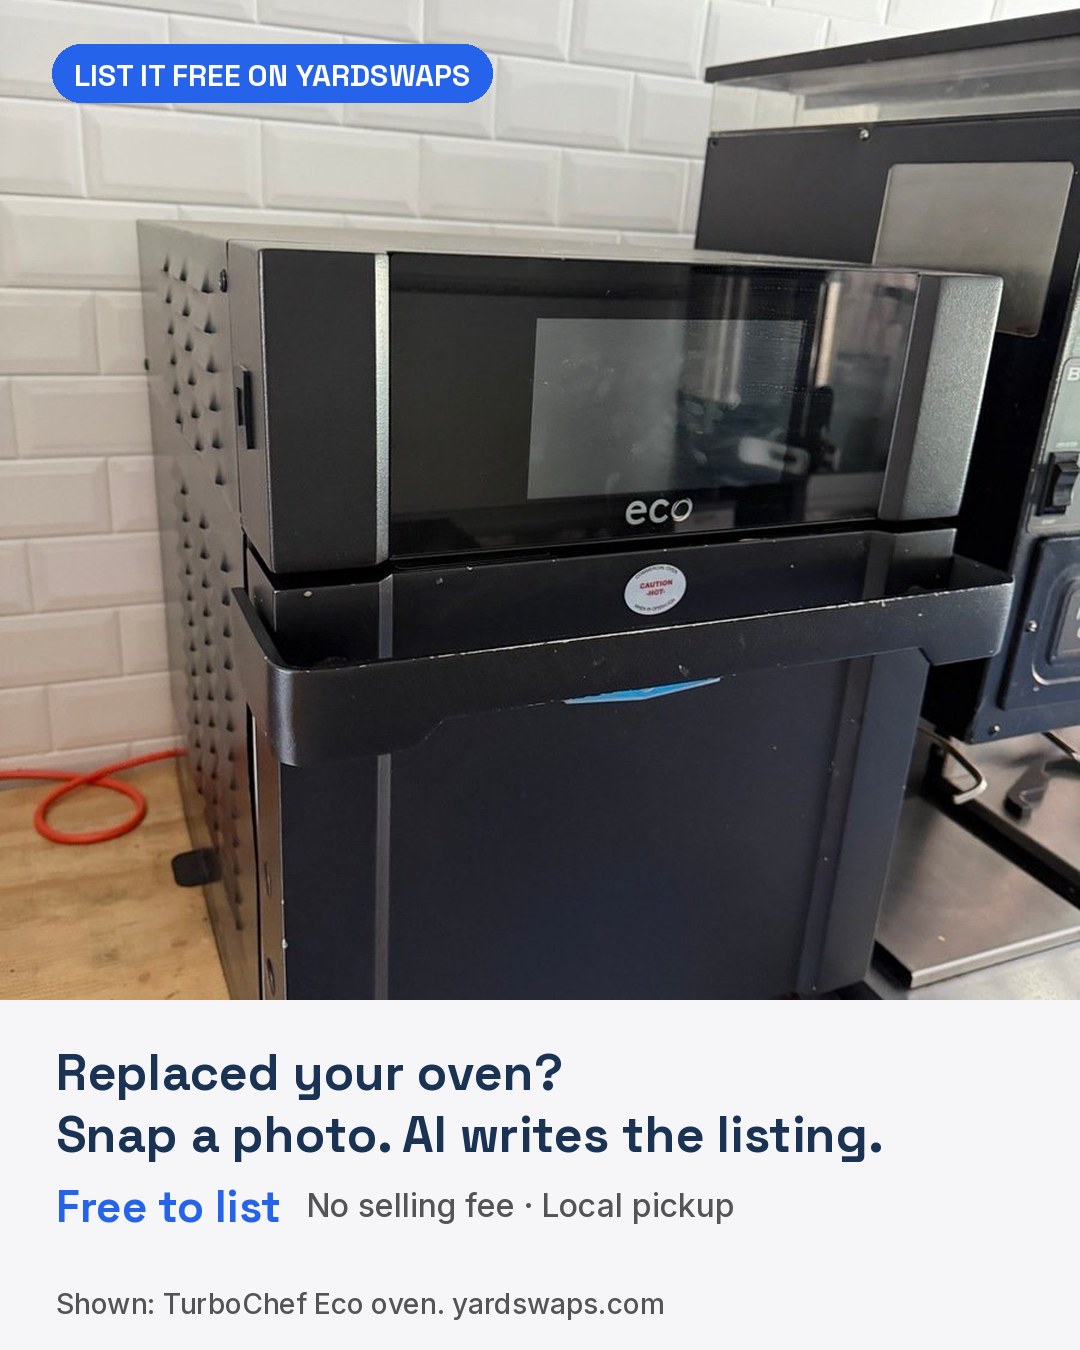 LIST IT FREE ON YARDSWAPS
eco
CAUTION
-HOT-
Replaced your oven?
Snap a photo. AI writes the listing.
Free to list No selling fee · Local pickup
Shown: TurboChef Eco oven. yardswaps.com